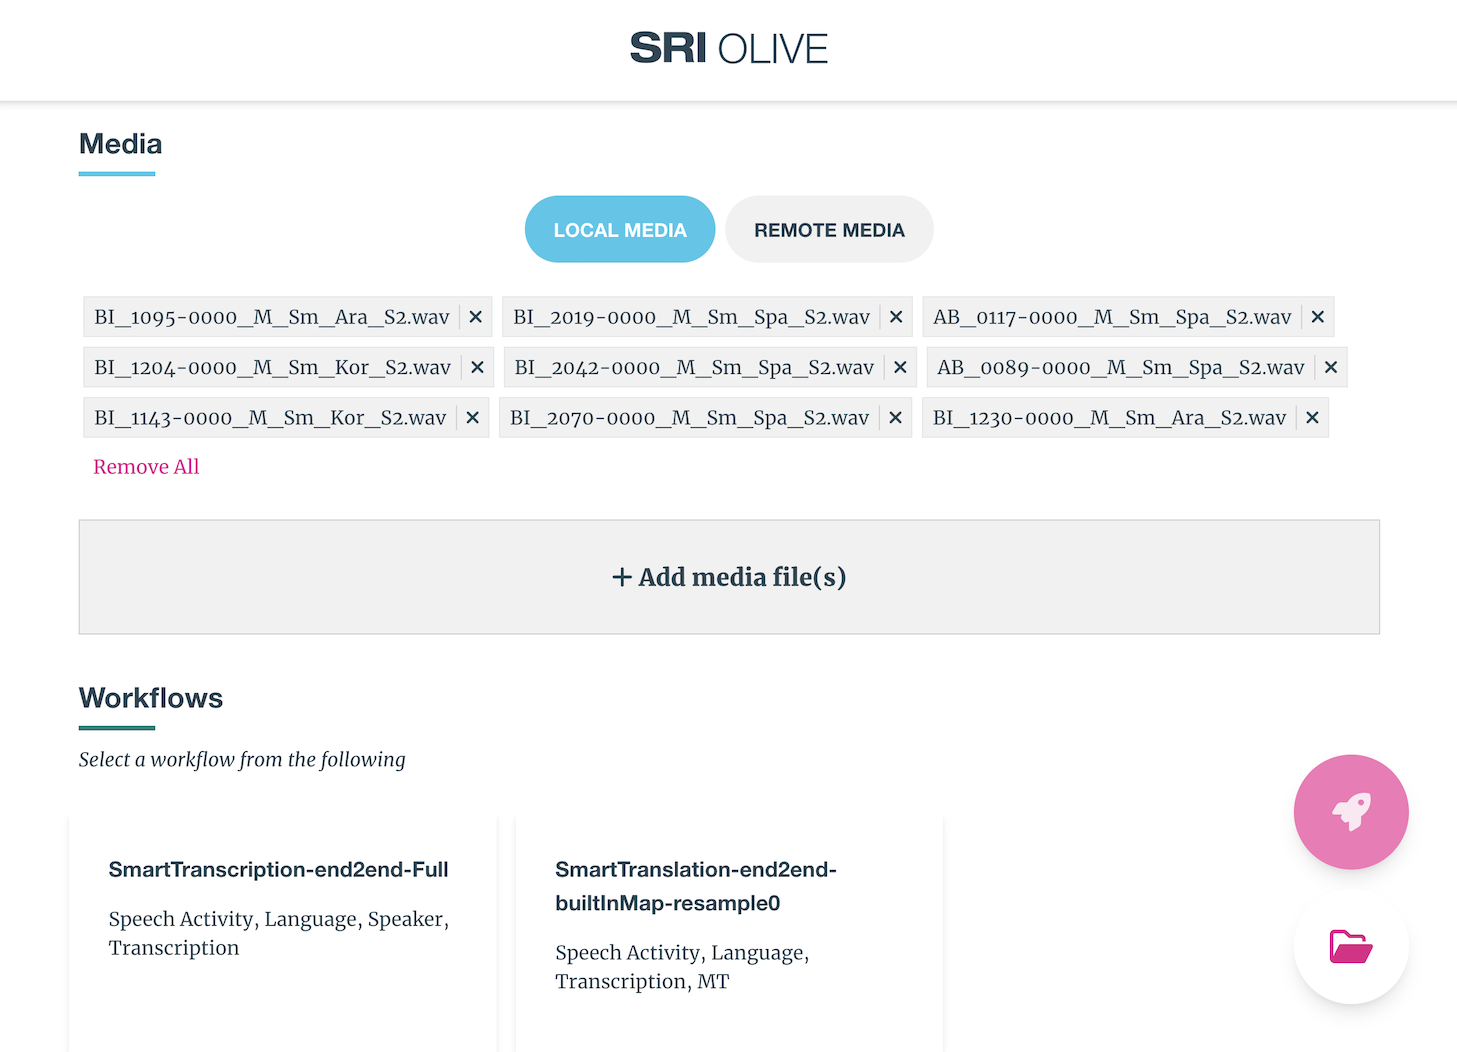 SRI OLIVE
Media
LOCAL MEDIA REMOTE MEDIA
BI_1095-0000_M_Sm_Ara_S2.wav BI_2019-0000_M_Sm_Spa_S2.wav AB_0117-0000_M_Sm_Spa_S2.wav
BI_1204-0000_M_Sm_Kor_S2.wav BI_2042-0000_M_Sm_Spa_S2.wav AB_0089-0000_M_Sm_Spa_S2.wav
BI_1143-0000_M_Sm_Kor_S2.wav BI_2070-0000_M_Sm_Spa_S2.wav BI_1230-0000_M_Sm_Ara_S2.wav
Remove All
+ Add media file(s)
Workflows
Select a workflow from the following
SmartTranscription-end2end-Full
Speech Activity, Language, Speaker,
Transcription
SmartTranslation-end2end-
builtInMap-resample0
Speech Activity, Language,
Transcription, MT